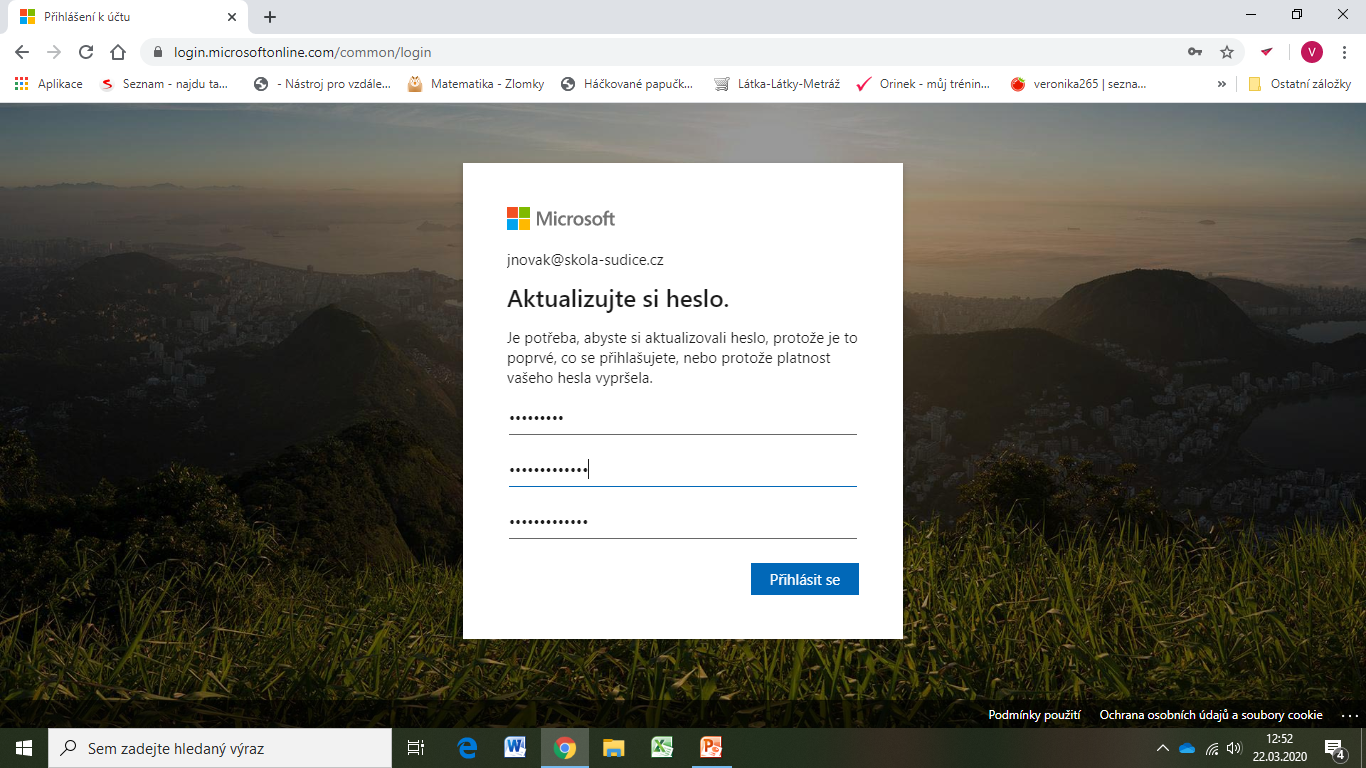 Přihlášení k účtu
login.microsoftonline.com/common/login
V
Aplikace
Seznam - najdu ta...
- Nástroj pro vzdále...
Matematika - Zlomky
Háčkované papučk...
Látka-Látky-Metráž
Orinek - můj trénin...
veronika265 | sezna...
»
Ostatní záložky
Microsoft
jnovak@skola-sudice.cz
Aktualizujte si heslo.
Je potřeba, abyste si aktualizovali heslo, protože je to
poprvé, co se přihlašujete, nebo protože platnost
vašeho hesla vypršela.
•••••••••
•••••••••••••
•••••••••••••
Přihlásit se
Podmínky použití
Ochrana osobních údajů a soubory cookie
...
Sem zadejte hledaný výraz
12:52
22.03.2020
4